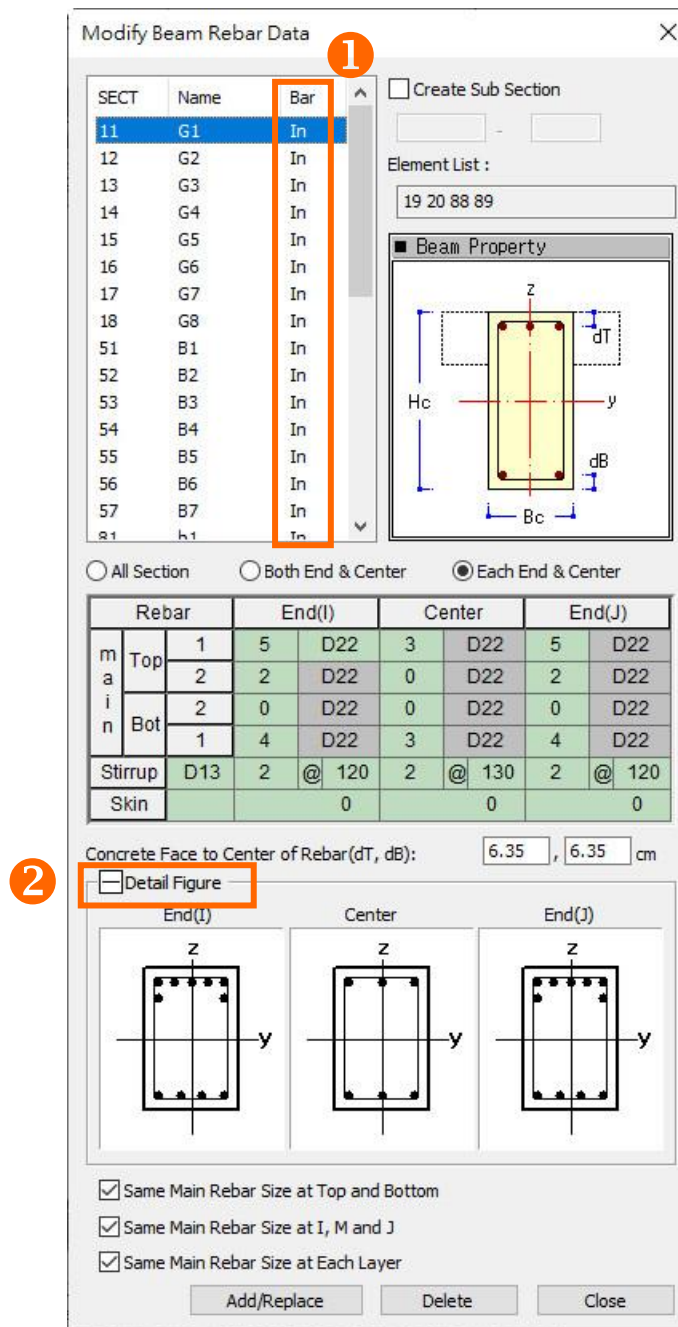 Modify Beam Rebar Data
1
SECT Name Bar
11 G1 In
12 G2 In
13 G3 In
14 G4 In
15 G5 In
16 G6 In
17 G7 In
18 G8 In
51 B1 In
52 B2 In
53 B3 In
54 B4 In
55 B5 In
56 B6 In
57 B7 In
81 b1 In
Create Sub Section
-
Element List :
19 20 88 89
■ Beam Property
z
dT
Hc
y
dB
Bc
All Section Both End & Center Each End & Center
Rebar End(I) Center End(J)
main Top 1 5 D22 3 D22 5 D22
2 2 D22 0 D22 2 D22
Bot 2 0 D22 0 D22 0 D22
1 4 D22 3 D22 4 D22
Stirrup D13 2 @ 120 2 @ 130 2 @ 120
Skin 0 0 0
Concrete Face to Center of Rebar(dT, dB): 6.35 , 6.35 cm
2
Detail Figure
End(I) Center End(J)
z z z
y y y
Same Main Rebar Size at Top and Bottom
Same Main Rebar Size at I, M and J
Same Main Rebar Size at Each Layer
Add/Replace Delete Close